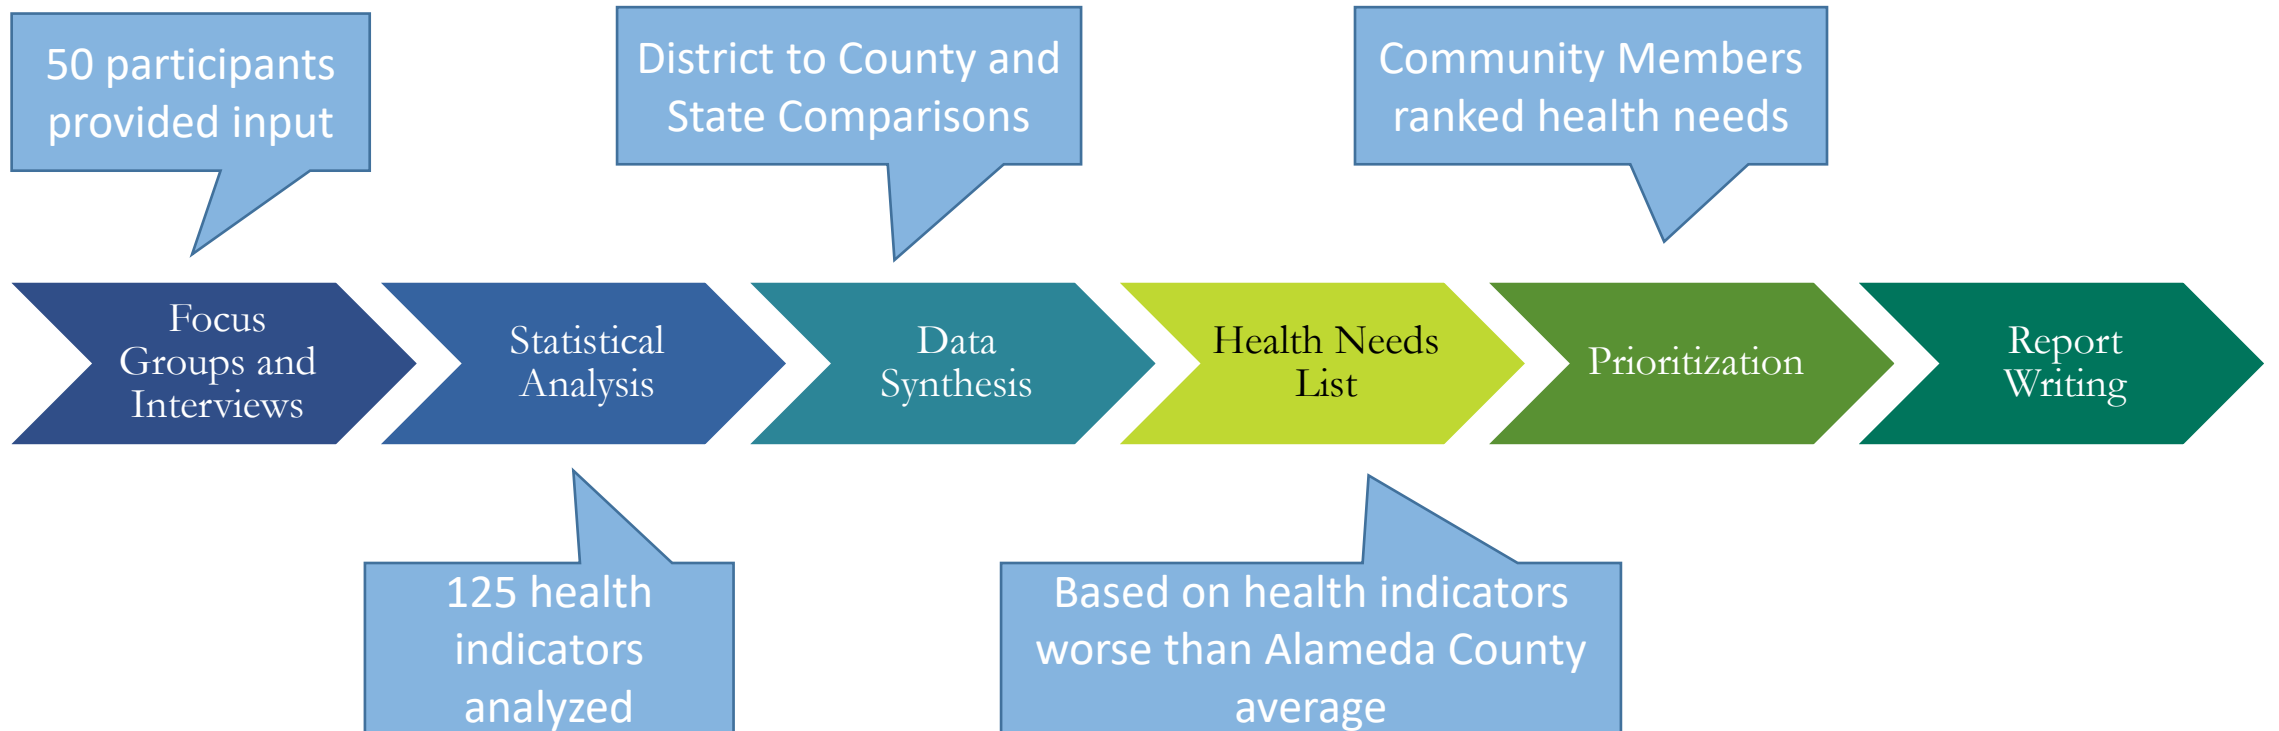 50 participants
provided input
District to County and
State Comparisons
Community Members
ranked health needs
Focus
Groups and
Interviews
Statistical
Analysis
Data
Synthesis
Health Needs
List
Prioritization
Report
Writing
125 health
indicators
analyzed
Based on health indicators
worse than Alameda County
average